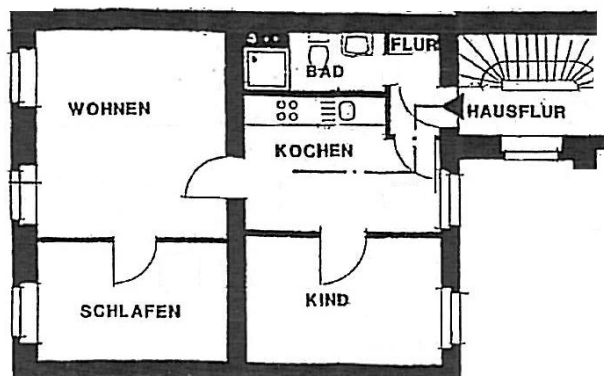 FLUR
BAD
WOHNEN
HAUSFLUR
KOCHEN
KIND
SCHLAFEN